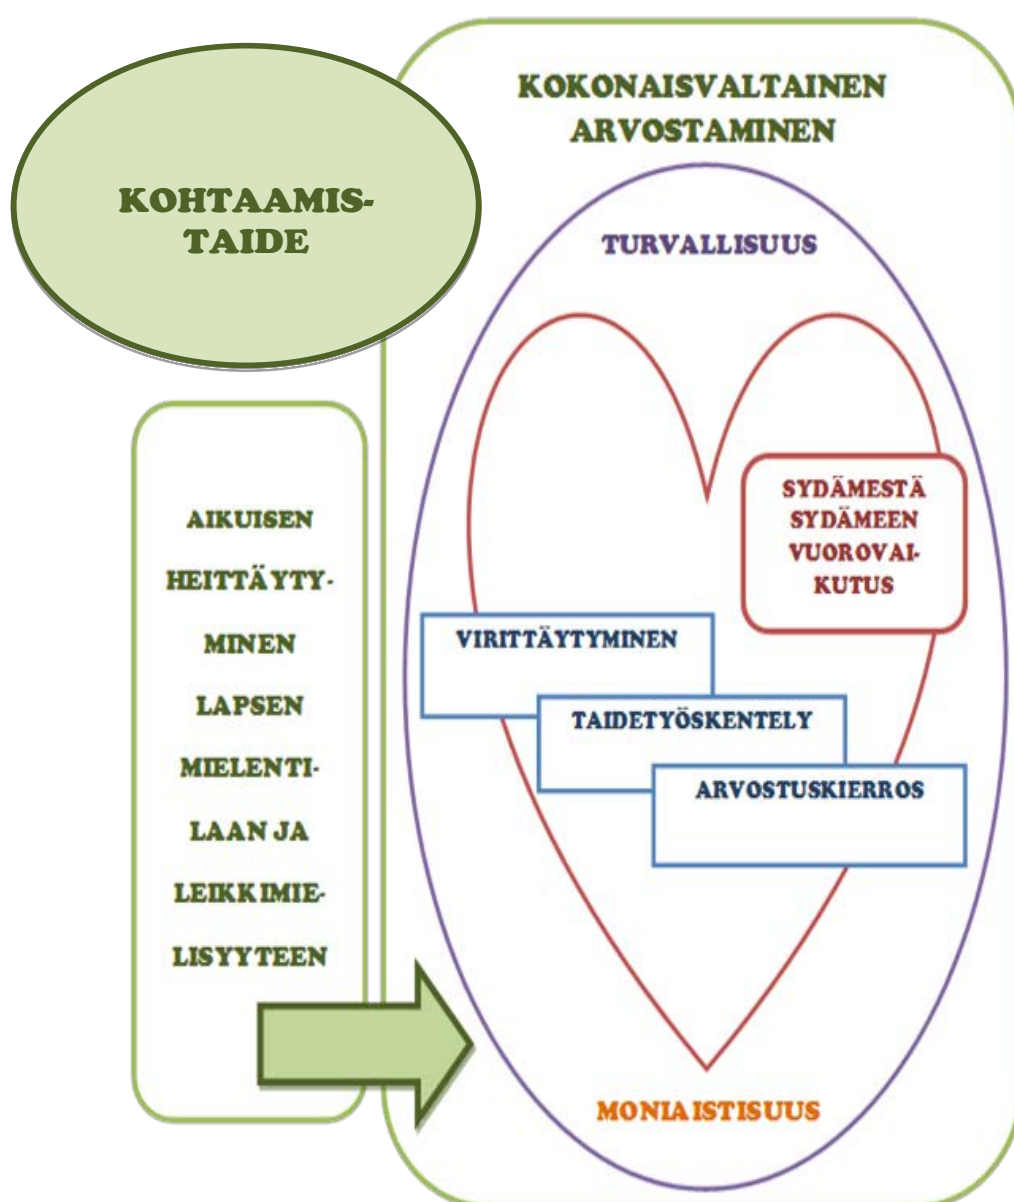 KOHTAAMIS-
TAIDE
KOKONAISVALTAINEN
ARVOSTAMINEN
TURVALLISUUS
SYDÄMESTÄ
SYDÄMEEN
VUOROVAI-
KUTUS
VIRITTÄYTYMINEN
TAIDETYÖSKENTELY
ARVOSTUSKIERROS
MONIAISTISUUS
AIKUISEN
HEITTÄYTY-
MINEN
LAPSEN
MIELENTI-
LAAN JA
LEIKKIMIE-
LISYYTEEN